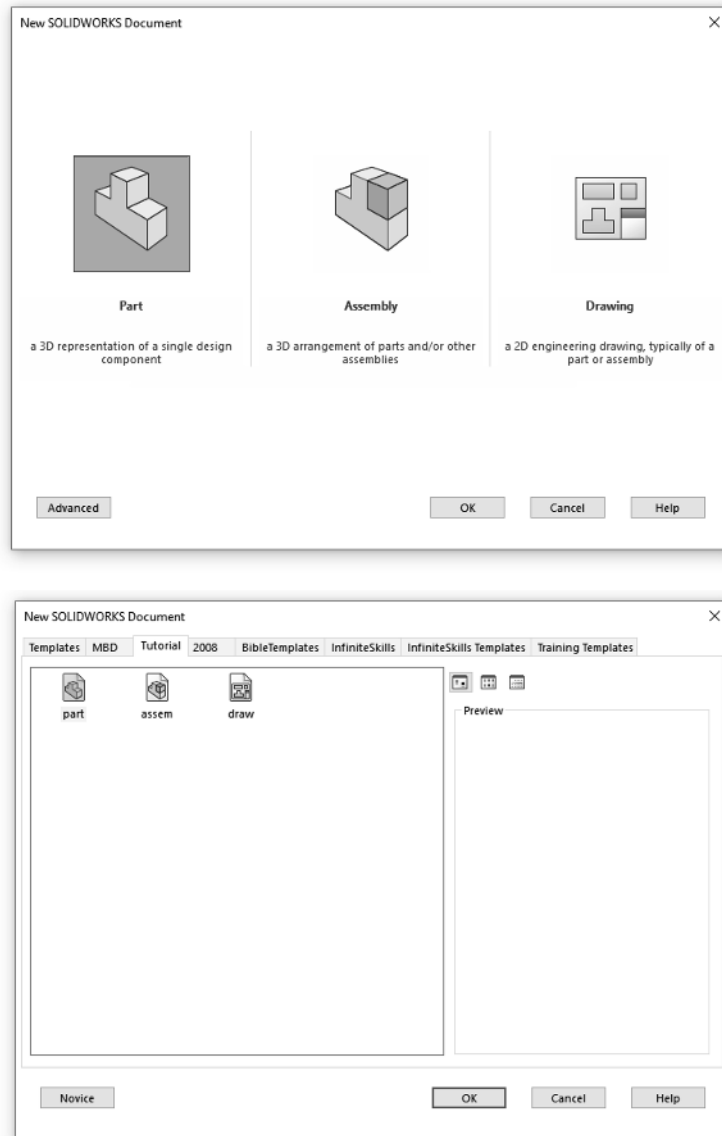 New SOLIDWORKS Document
Part
Assembly
Drawing
a 3D representation of a single design
component
a 3D arrangement of parts and/or other
assemblies
a 2D engineering drawing, typically of a
part or assembly
Advanced
OK
Cancel
Help
New SOLIDWORKS Document
Templates MBD Tutorial 2008 BibleTemplates InfiniteSkills InfiniteSkills Templates Training Templates
part
assem
draw
Preview
Novice
OK
Cancel
Help